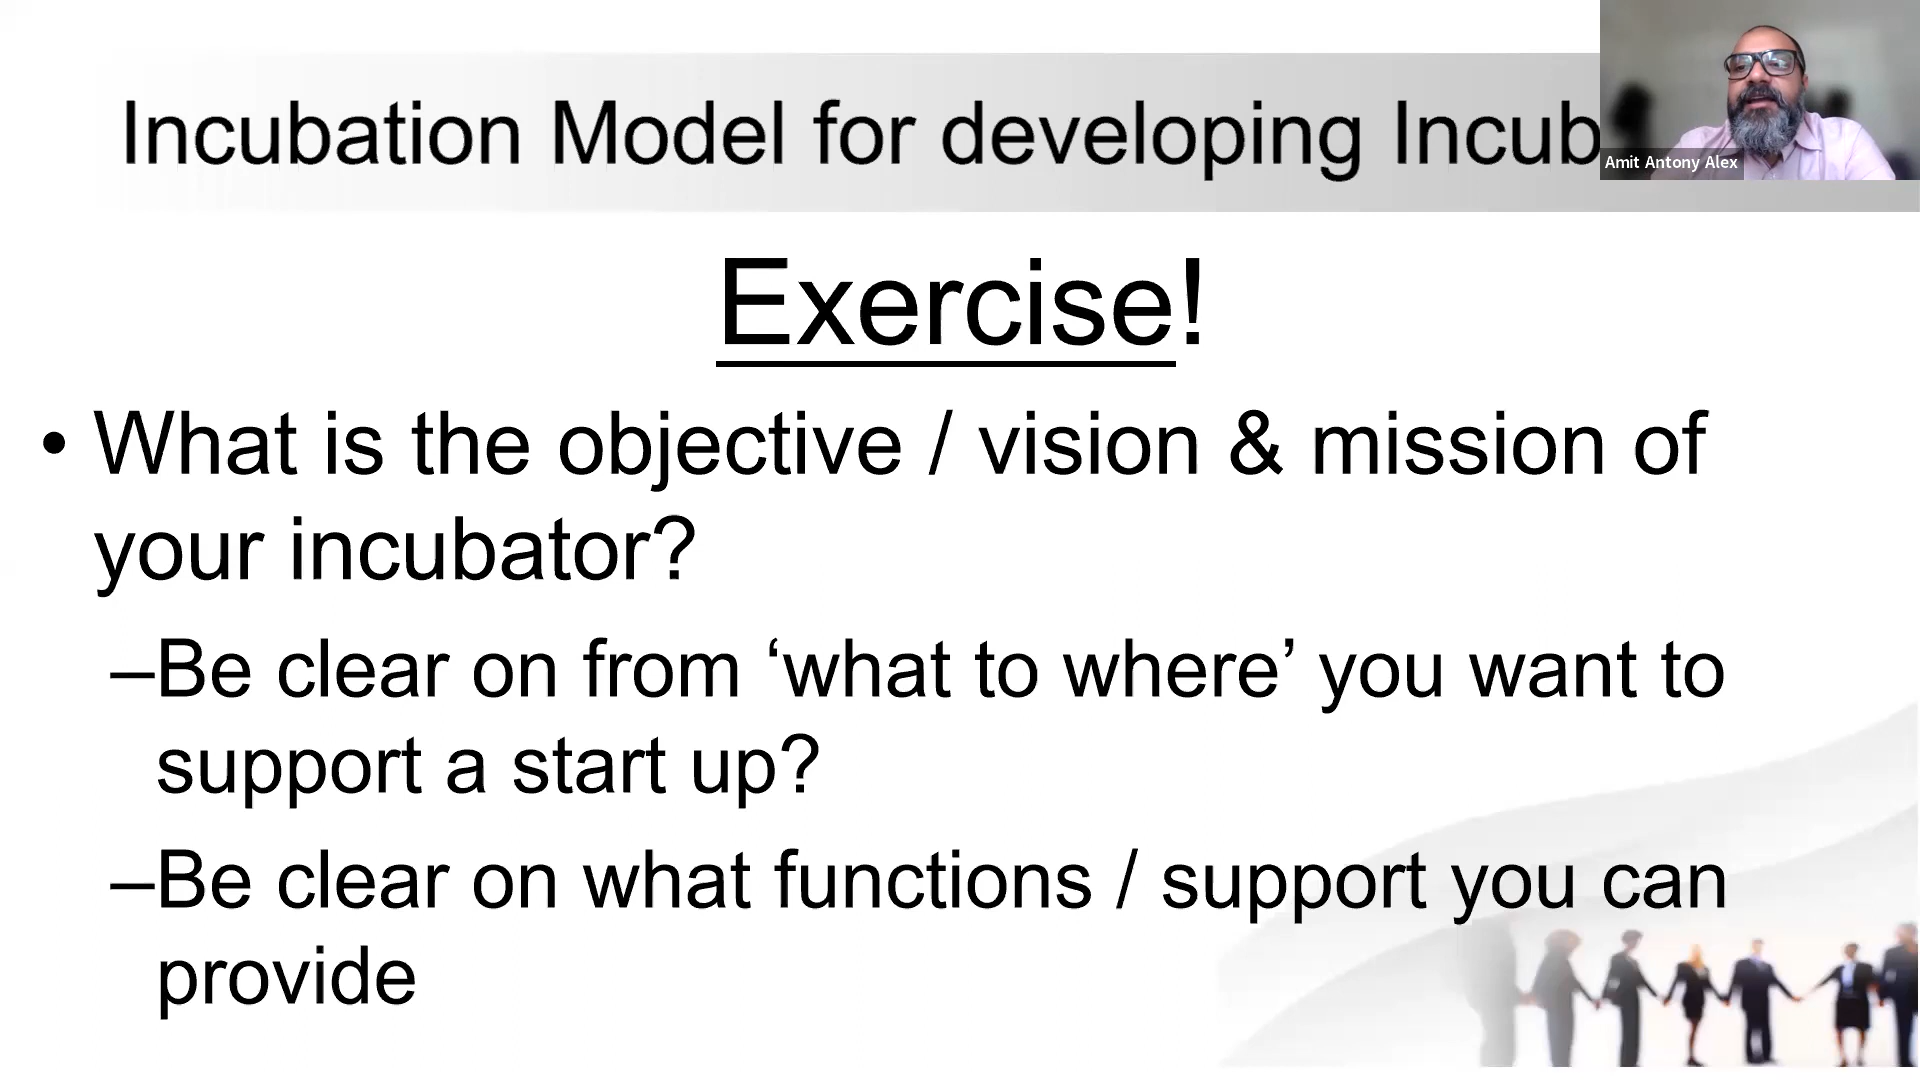 Incubation Model for developing Incub
Amit Antony Alex
Exercise!
• What is the objective / vision & mission of
your incubator?
–Be clear on from ‘what to where’ you want to
support a start up?
–Be clear on what functions / support you can
provide